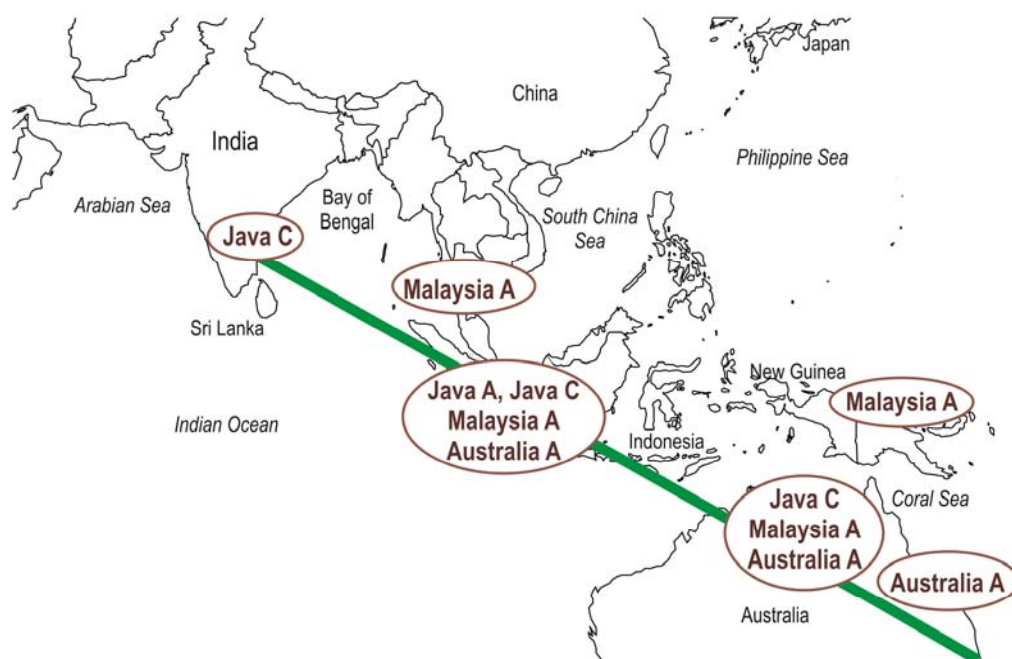 Japan
China
India
Philippine Sea
Arabian Sea
Bay of
Bengal
South China
Sea
Java C
Malaysia A
Sri Lanka
New Guinea
Java A, Java C
Malaysia A
Australia A
Malaysia A
Indian Ocean
Indonesia
Java C
Malaysia A
Australia A
Coral Sea
Australia A
Australia